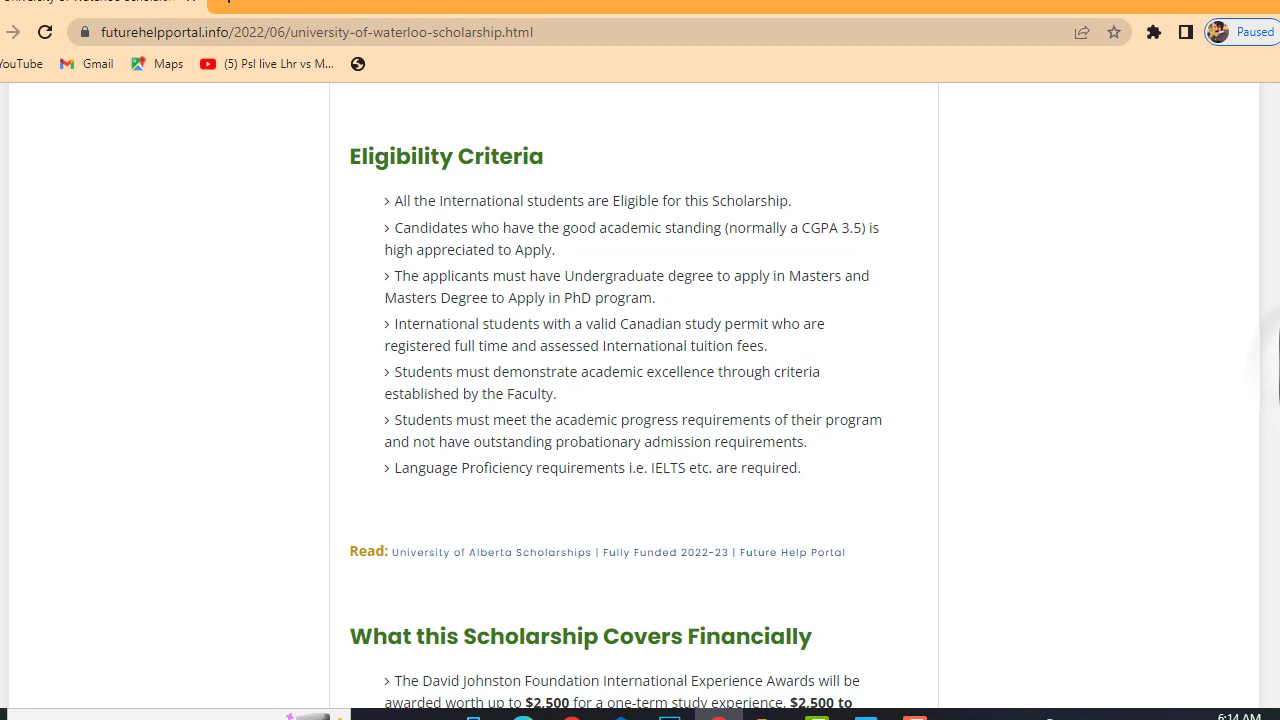 futurehelpportal.info/2022/06/university-of-waterloo-schlarship.html
Paused
YouTube
Gmail
Maps
(5) Psl live Lhr vs M...
Eligibility Criteria
› All the International students are Eligible for this Scholarship.
› Candidates who have the good academic standing (normally a CGPA 3.5) is
high appreciated to Apply.
› The applicants must have Undergraduate degree to apply in Masters and
Masters Degree to Apply in PhD program.
› International students with a valid Canadian study permit who are
registered full time and assessed International tuition fees.
› Students must demonstrate academic excellence through criteria
established by the Faculty.
› Students must meet the academic progress requirements of their program
and not have outstanding probationary admission requirements.
› Language Proficiency requirements i.e. IELTS etc. are required.
Read: University of Alberta Scholarships | Fully Funded 2022-23 | Future Help Portal
What this Scholarship Covers Financially
› The David Johnston Foundation International Experience Awards will be
awarded worth up to $2,500 for a one-term study experience, $2,500 to
6:14 AM